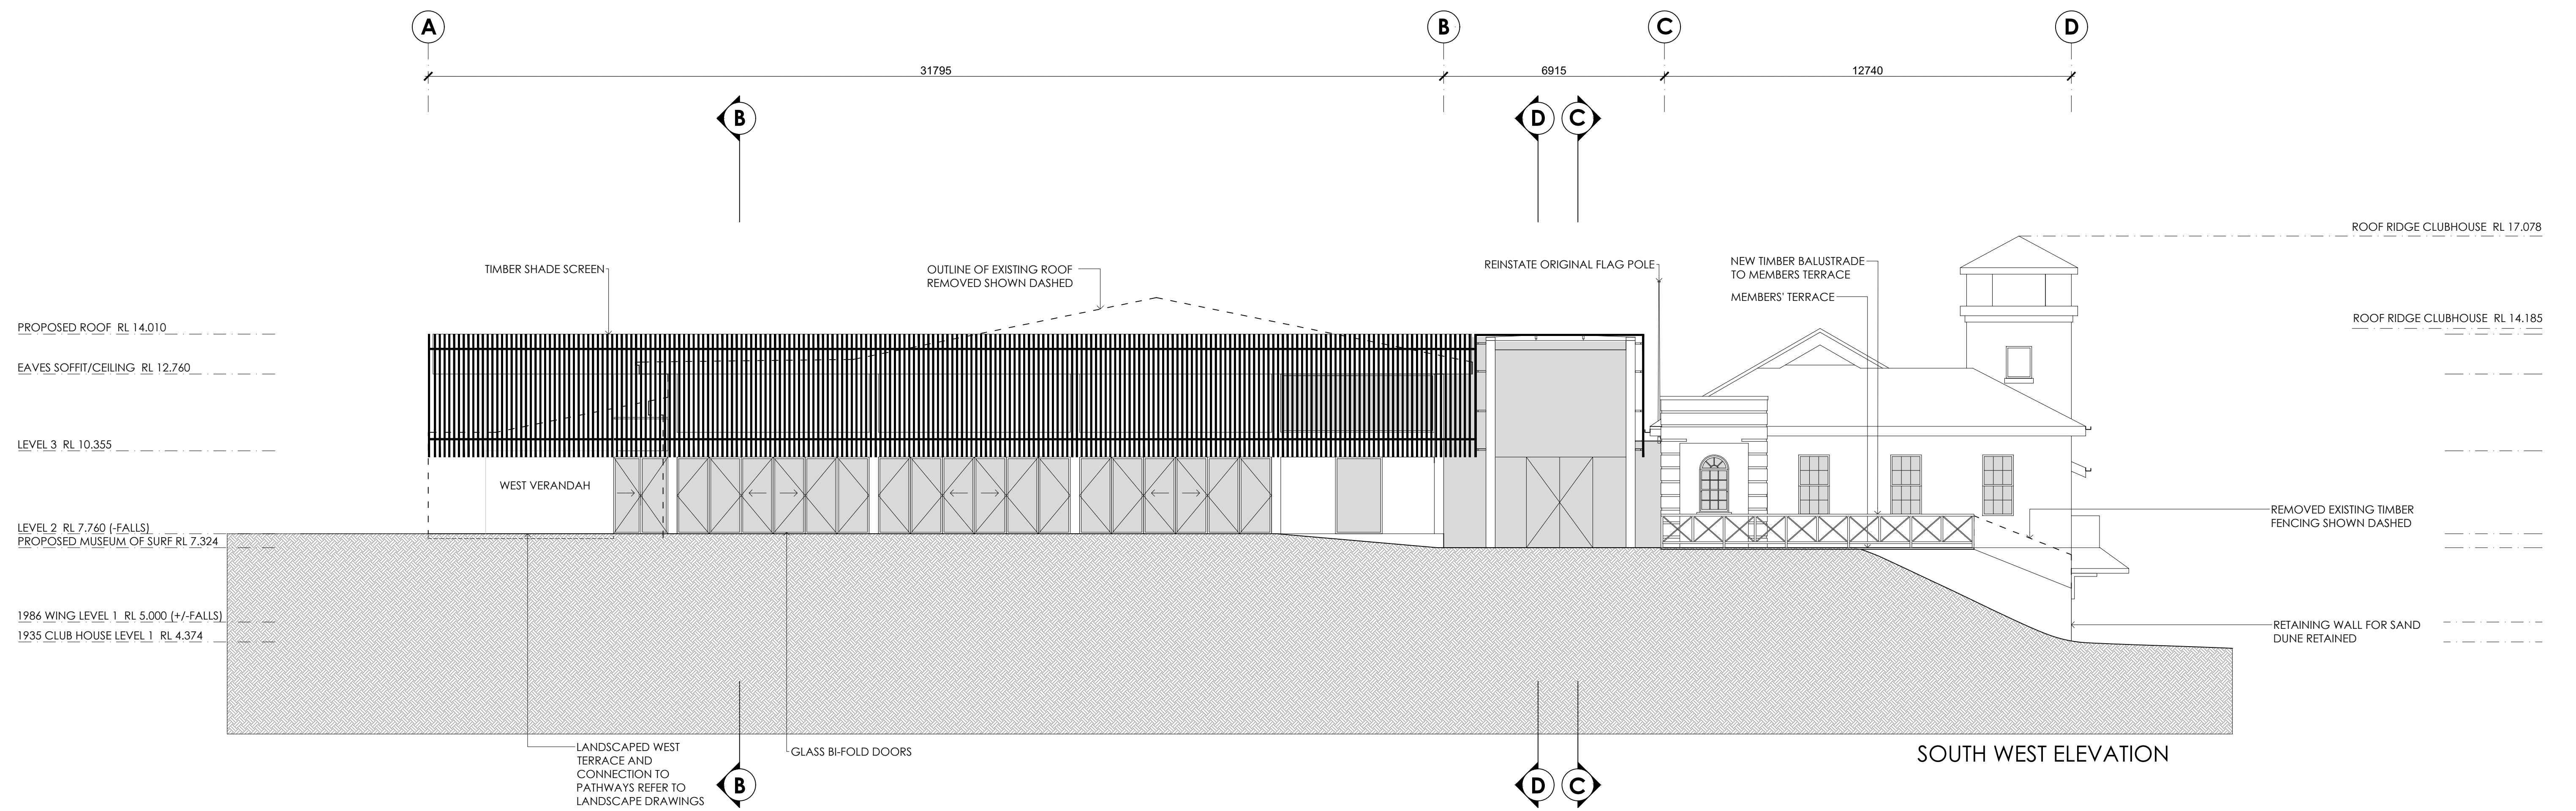 A
B
C
D
31795
6915
12740
B
D
C
ROOF RIDGE CLUBHOUSE RL 17.078
TIMBER SHADE SCREEN
OUTLINE OF EXISTING ROOF
REMOVED SHOWN DASHED
REINSTATE ORIGINAL FLAG POLE
NEW TIMBER BALUSTRADE
TO MEMBERS TERRACE
MEMBERS' TERRACE
PROPOSED ROOF RL 14.010
ROOF RIDGE CLUBHOUSE RL 14.185
EAVES SOFFIT/CEILING RL 12.760
LEVEL 3 RL 10.355
WEST VERANDAH
LEVEL 2 RL 7.760 (-FALLS)
PROPOSED MUSEUM OF SURF RL 7.324
REMOVED EXISTING TIMBER
FENCING SHOWN DASHED
1986 WING LEVEL 1 RL 5.000 (+/-FALLS)
1935 CLUB HOUSE LEVEL 1 RL 4.374
RETAINING WALL FOR SAND
DUNE RETAINED
LANDSCAPED WEST
TERRACE AND
CONNECTION TO
PATHWAYS REFER TO
LANDSCAPE DRAWINGS
GLASS BI-FOLD DOORS
SOUTH WEST ELEVATION
B
D
C